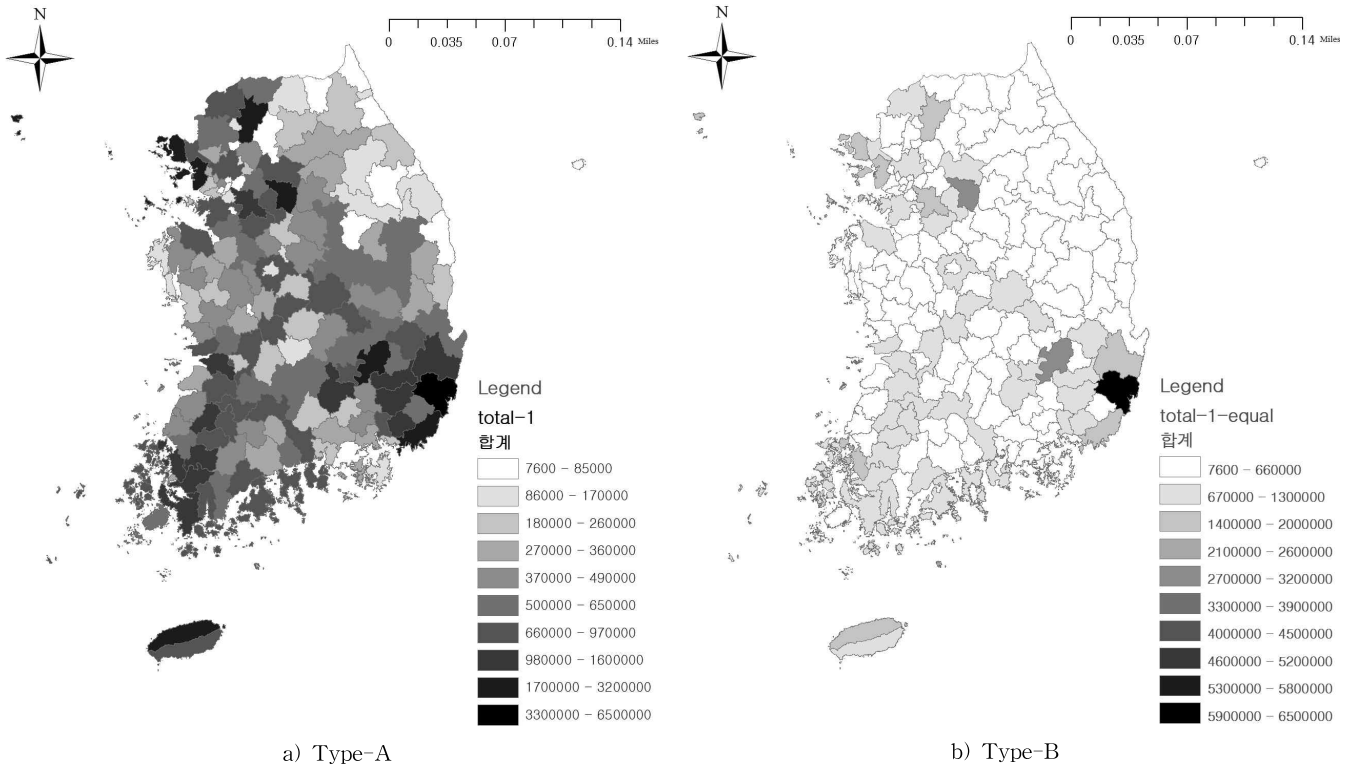 N
0 0.035 0.07 0.14 Miles
Legend
total-1
합계
7600 - 85000
86000 - 170000
180000 - 260000
270000 - 360000
370000 - 490000
500000 - 650000
660000 - 970000
980000 - 1600000
1700000 - 3200000
3300000 - 6500000
a) Type-A
N
0 0.035 0.07 0.14 Miles
Legend
total-1-equal
합계
7600 - 660000
670000 - 1300000
1400000 - 2000000
2100000 - 2600000
2700000 - 3200000
3300000 - 3900000
4000000 - 4500000
4600000 - 5200000
5300000 - 5800000
5900000 - 6500000
b) Type-B